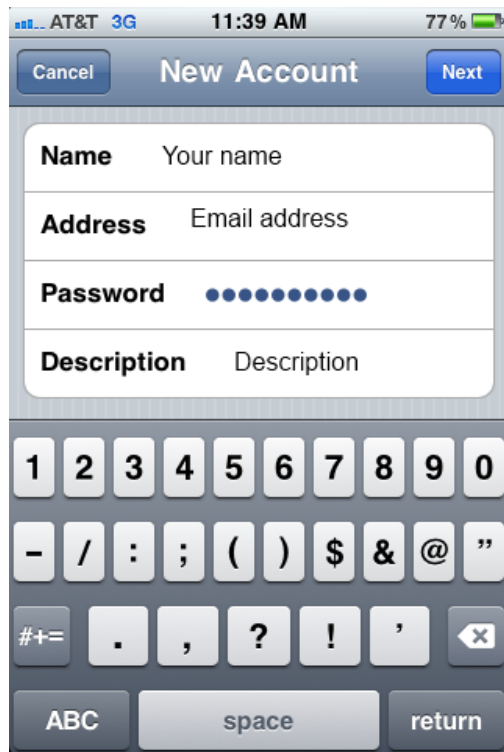 AT&T 3G 11:39 AM 77%
Cancel New Account Next
Name Your name
Address Email address
Password ●●●●●●●●●●
Description Description
1 2 3 4 5 6 7 8 9 0
- / : ; ( ) $ & @ ”
#+= . , ? ! ’
ABC space return